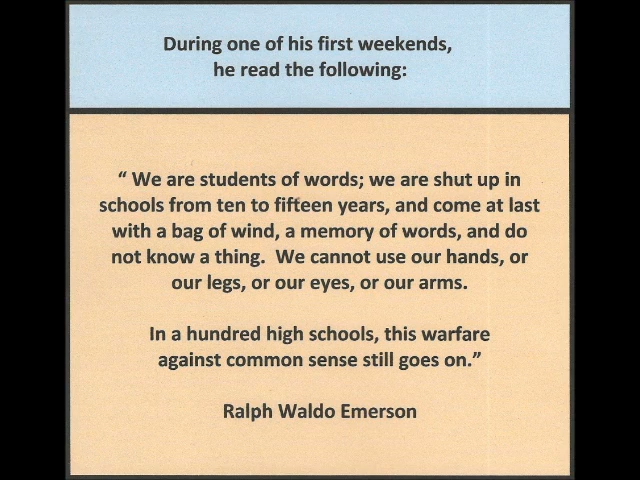 During one of his first weekends,
he read the following:
“ We are students of words; we are shut up in
schools from ten to fifteen years, and come at last
with a bag of wind, a memory of words, and do
not know a thing.  We cannot use our hands, or
our legs, or our eyes, or our arms.
In a hundred high schools, this warfare
against common sense still goes on.”
Ralph Waldo Emerson